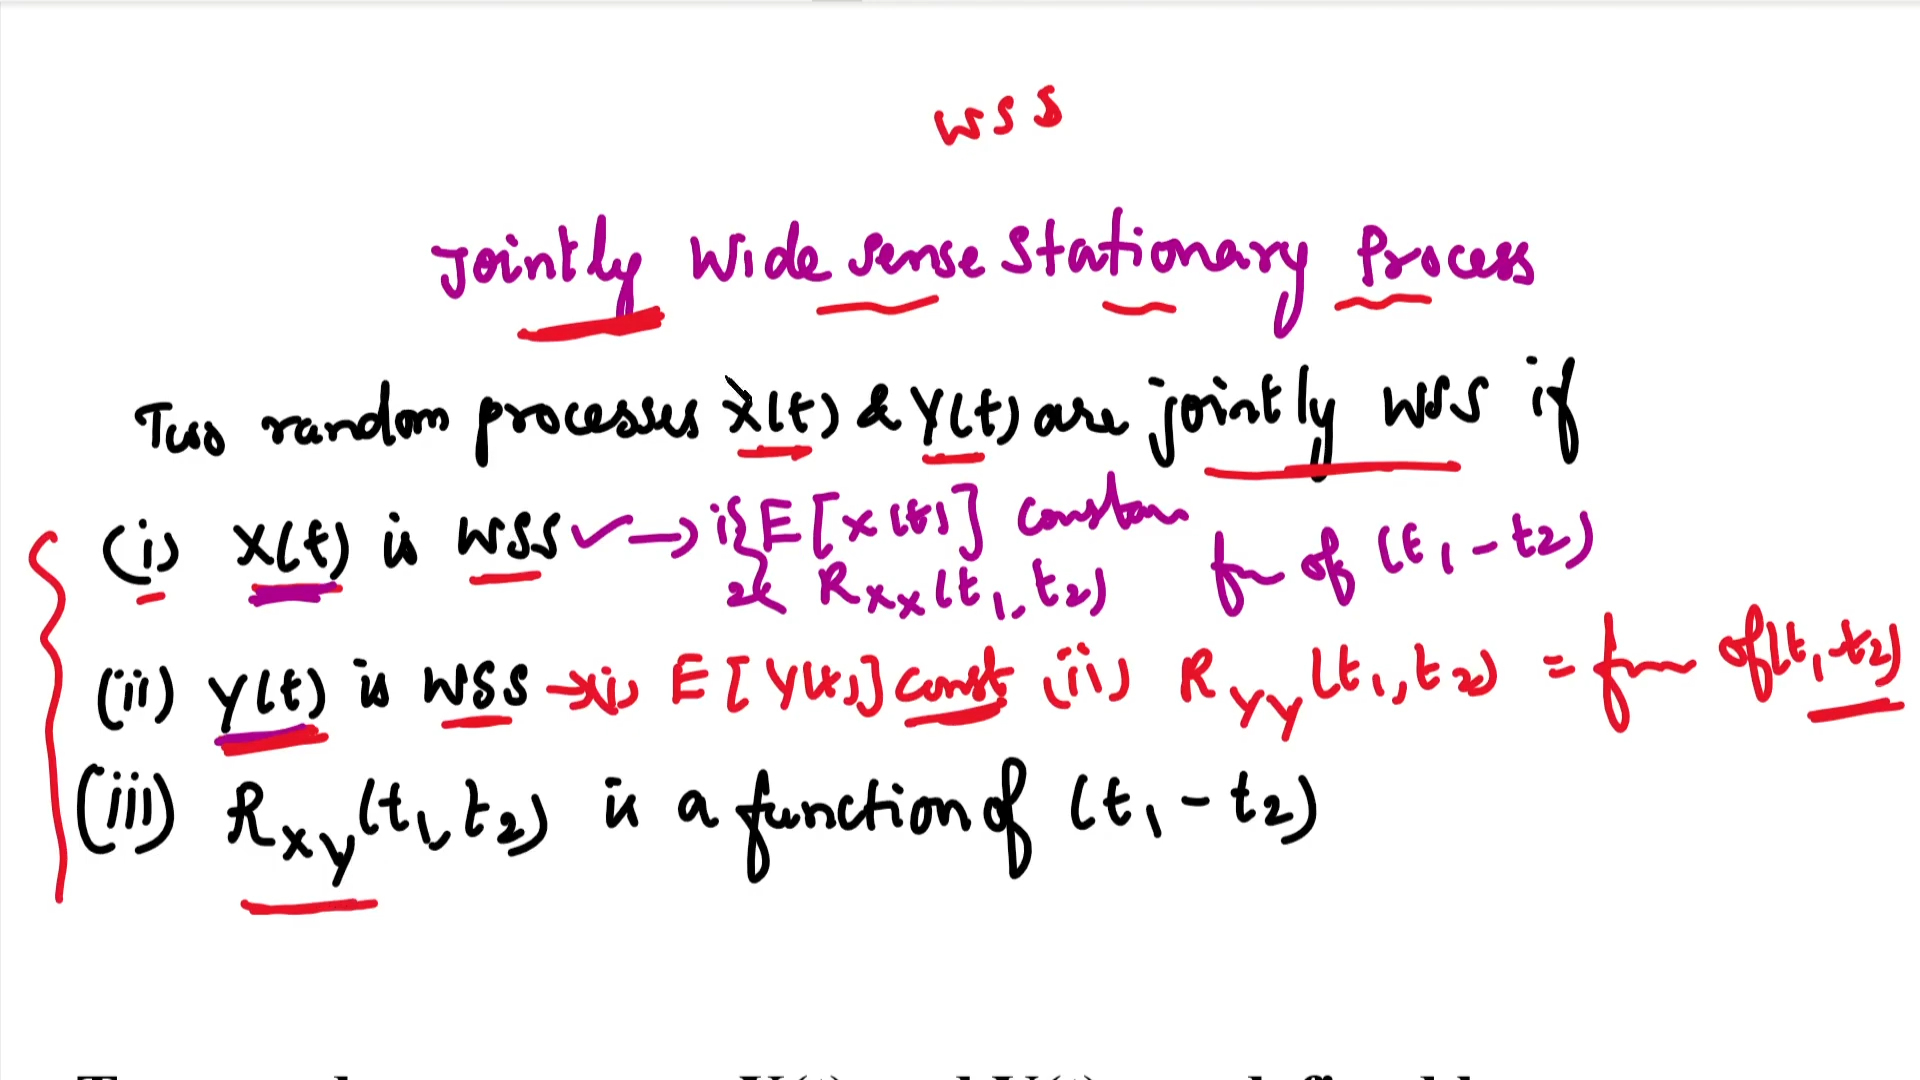 WSS
Jointly Wide Sense Stationary Process
Two random processes X(t) & Y(t) are jointly WSS if
(i) X(t) is WSS ✓→ 1} E[X(t)] constan
2{ Rxx(t1, t2) fn of (t1-t2)
(ii) Y(t) is WSS → (i) E[Y(t)] const (ii) RYY(t1, t2) = fn of(t1-t2)
(iii) RXY(t1, t2) is a function of (t1-t2)